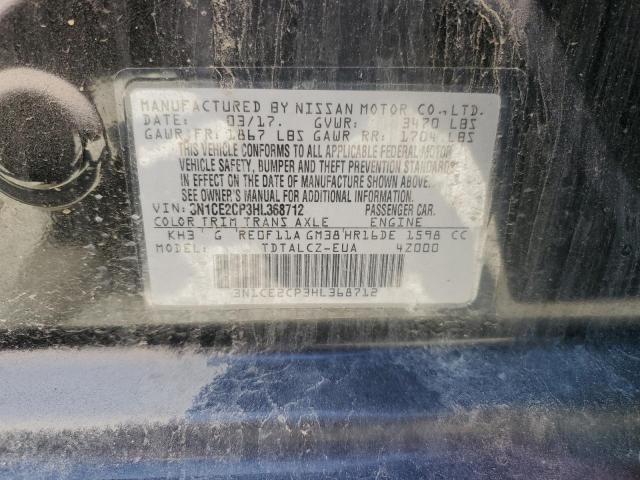 MANUFACTURED BY NISSAN MOTOR CO.,LTD.
DATE: 03/17. GVWR: 3470 LBS
GAWR FR: 1867 LBS GAWR RR: 1704 LBS
THIS VEHICLE CONFORMS TO ALL APPLICABLE FEDERAL MOTOR
VEHICLE SAFETY, BUMPER AND THEFT PREVENTION STANDARDS
IN EFFECT ON THE DATE OF MANUFACTURE SHOWN ABOVE.
SEE OWNER'S MANUAL FOR ADDITIONAL INFORMATION.
VIN: 3N1CE2CP3HL368712 PASSENGER CAR.
COLOR TRIM TRANS AXLE ENGINE
KH3 G RE0F11A GM38 HR16DE 1598 CC
MODEL: TDTALCZ-EUA 4Z000
3N1CE2CP3HL368712